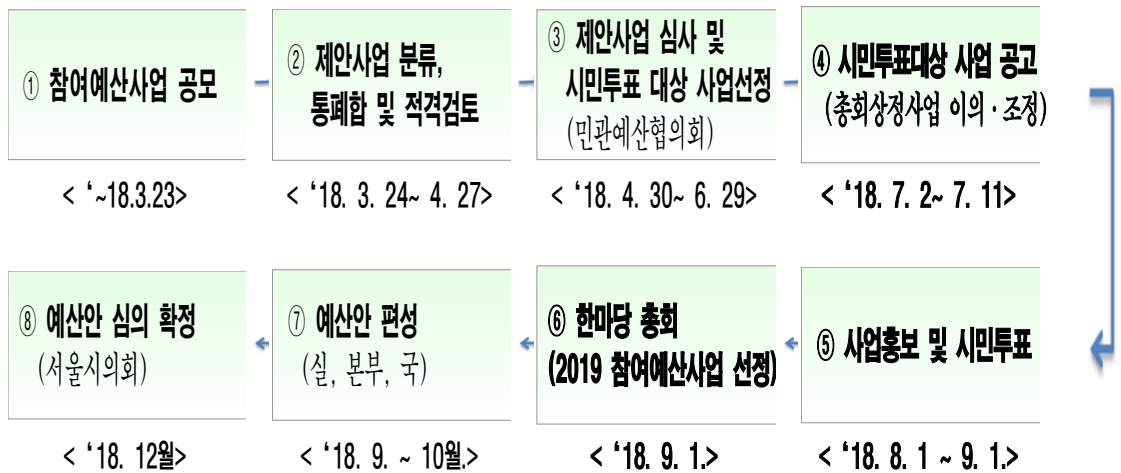 ① 참여예산사업 공모
< ‘~18.3.23>
② 제안사업 분류,
통폐합 및 적격검토
< ‘18. 3. 24~ 4. 27>
③ 제안사업 심사 및
시민투표 대상 사업선정
(민관예산협의회)
< ‘18. 4. 30~ 6. 29>
④ 시민투표대상 사업 공고
(총회상정사업 이의·조정)
< ‘18. 7. 2~ 7. 11>
⑤ 사업홍보 및 시민투표
< ‘18. 8. 1 ~ 9. 1.>
⑥ 한마당 총회
(2019 참여예산사업 선정)
< ‘18. 9. 1.>
⑦ 예산안 편성
(실, 본부, 국)
< ‘18. 9. ~ 10월.>
⑧ 예산안 심의 확정
(서울시의회)
< ‘18. 12월>